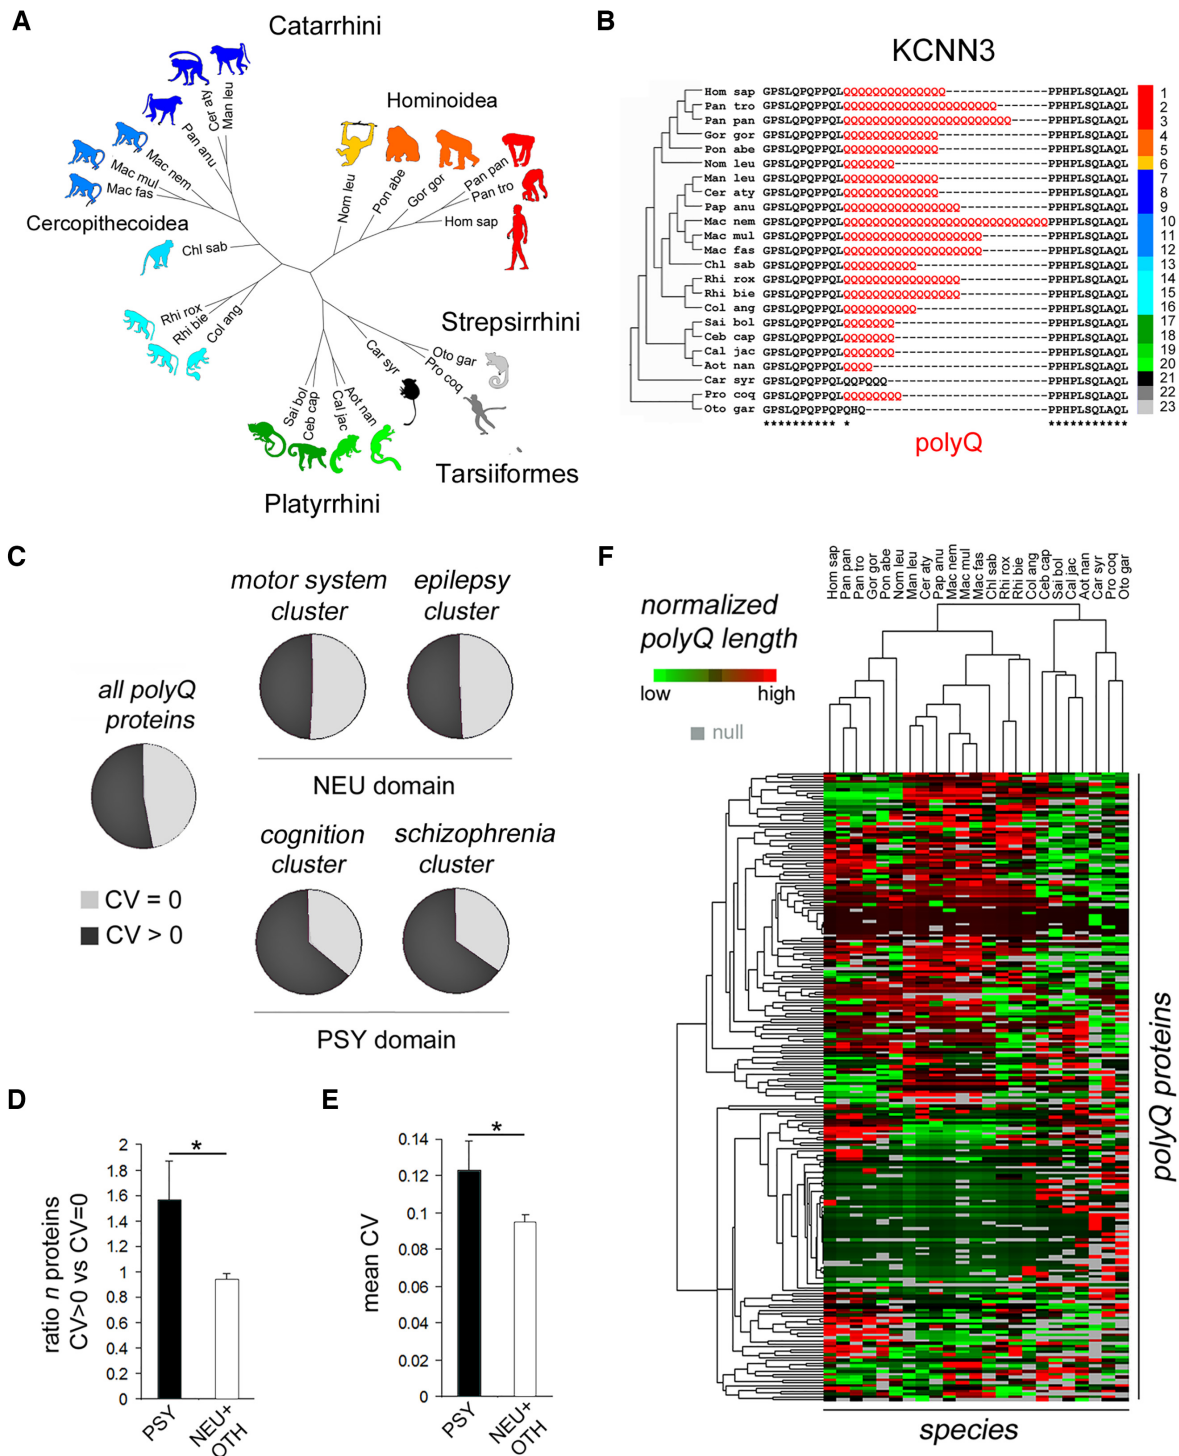 A
Catarrhini
Hominoidea
Cer aty
Man leu
Pan anu
Mac nem
Mac mul
Mac fas
Cercopithecoidea
Chl sab
Rhi rox
Rhi bie
Col ang
Nom leu
Pon abe
Gor gor
Pan pan
Pan tro
Hom sap
Strepsirrhini
Oto gar
Pro coq
Car syr
Sai bol
Ceb cap
Cal jac
Aot nan
Tarsiiformes
Platyrrhini
B
KCNN3
Hom sap GPSLQPQPPQLQQQQQQQQQQQQQQ--------------PPHPLSQLAQL 1
Pan tro GPSLQPQPPQLQQQQQQQQQQQQQQQQQQQQQ-------PPHPLSQLAQL 2
Pan pan GPSLQPQPPQLQQQQQQQQQQQQQQQQQQQQQQQ-----PPHPLSQLAQL 3
Gor gor GPSLQPQPPQLQQQQQQQQQQQQQ---------------PPHPLSQLAQL 4
Pon abe GPSLQPQPPQLQQQQQQQQQQQQQ---------------PPHPLSQLAQL 5
Nom leu GPSLQPQPPQLQQQQQQQ---------------------PPHPLSQLAQL 6
Man leu GPSLQPQPPQLQQQQQQQQQQQQQ---------------PPHPLSQLAQL 7
Cer aty GPSLQPQPPQLQQQQQQQQQQQQQ---------------PPHPLSQLAQL 8
Pap anu GPSLQPQPPQLQQQQQQQQQQQQQQQQ------------PPHPLSQLAQL 9
Mac nem GPSLQPQPPQLQQQQQQQQQQQQQQQQQQQQQQQQQQQQPPHPLSQLAQL 10
Mac mul GPSLQPQPPQLQQQQQQQQQQQQQQQQQQQ---------PPHPLSQLAQL 11
Mac fas GPSLQPQPPQLQQQQQQQQQQQQQQQQQQQ---------PPHPLSQLAQL 12
Chl sab GPSLQPQPPQLQQQQQQQQQQ------------------PPHPLSQLAQL 13
Rhi rox GPSLQPQPPQLQQQQQQQQQQQQQQQQ------------PPHPLSQLAQL 14
Rhi bie GPSLQPQPPQLQQQQQQQQQQQQQQQQ------------PPHPLSQLAQL 15
Col ang GPSLQPQPPQLQQQQQQQQQQ------------------PPHPLSQLAQL 16
Sai bol GPSLQPQPPQLQQQQQQQ---------------------PPHPLSQLAQL 17
Ceb cap GPSLQPQPPQLQQQQQQQ---------------------PPHPLSQLAQL 18
Cal jac GPSLQPQPPQLQQQQQQQ---------------------PPHPLSQLAQL 19
Aot nan GPSLQPQPPQLQQQQ------------------------PPHPLSQLAQL 20
Car syr GPSLQPQPPQLQQPQQQ----------------------PPHPLSQLAQL 21
Pro coq GPSLQPQPPQLQQQQQQQQ--------------------PPHPLSQLAQL 22
Oto gar GPSLQPQPPQPQHQ-------------------------PPHPLSQLAQL 23
********** * ***********
polyQ
C
all polyQ
proteins
motor system
cluster
epilepsy
cluster
NEU domain
cognition
cluster
schizophrenia
cluster
PSY domain
CV = 0
CV > 0
D
ratio n proteins
CV>0 vs CV=0
2
1.8
1.6
1.4
1.2
1
0.8
0.6
0.4
0.2
0
*
PSY
NEU+
OTH
E
mean CV
0.14
0.12
0.1
0.08
0.06
0.04
0.02
0
*
PSY
NEU+
OTH
F
normalized
polyQ length
low high
null
Hom sap
Pan pan
Pan tro
Gor gor
Pon abe
Nom leu
Man leu
Cer aty
Pap anu
Mac nem
Mac mul
Mac fas
Chl sab
Rhi rox
Rhi bie
Col ang
Ceb cap
Sai bol
Cal jac
Aot nan
Car syr
Pro coq
Oto gar
polyQ proteins
species